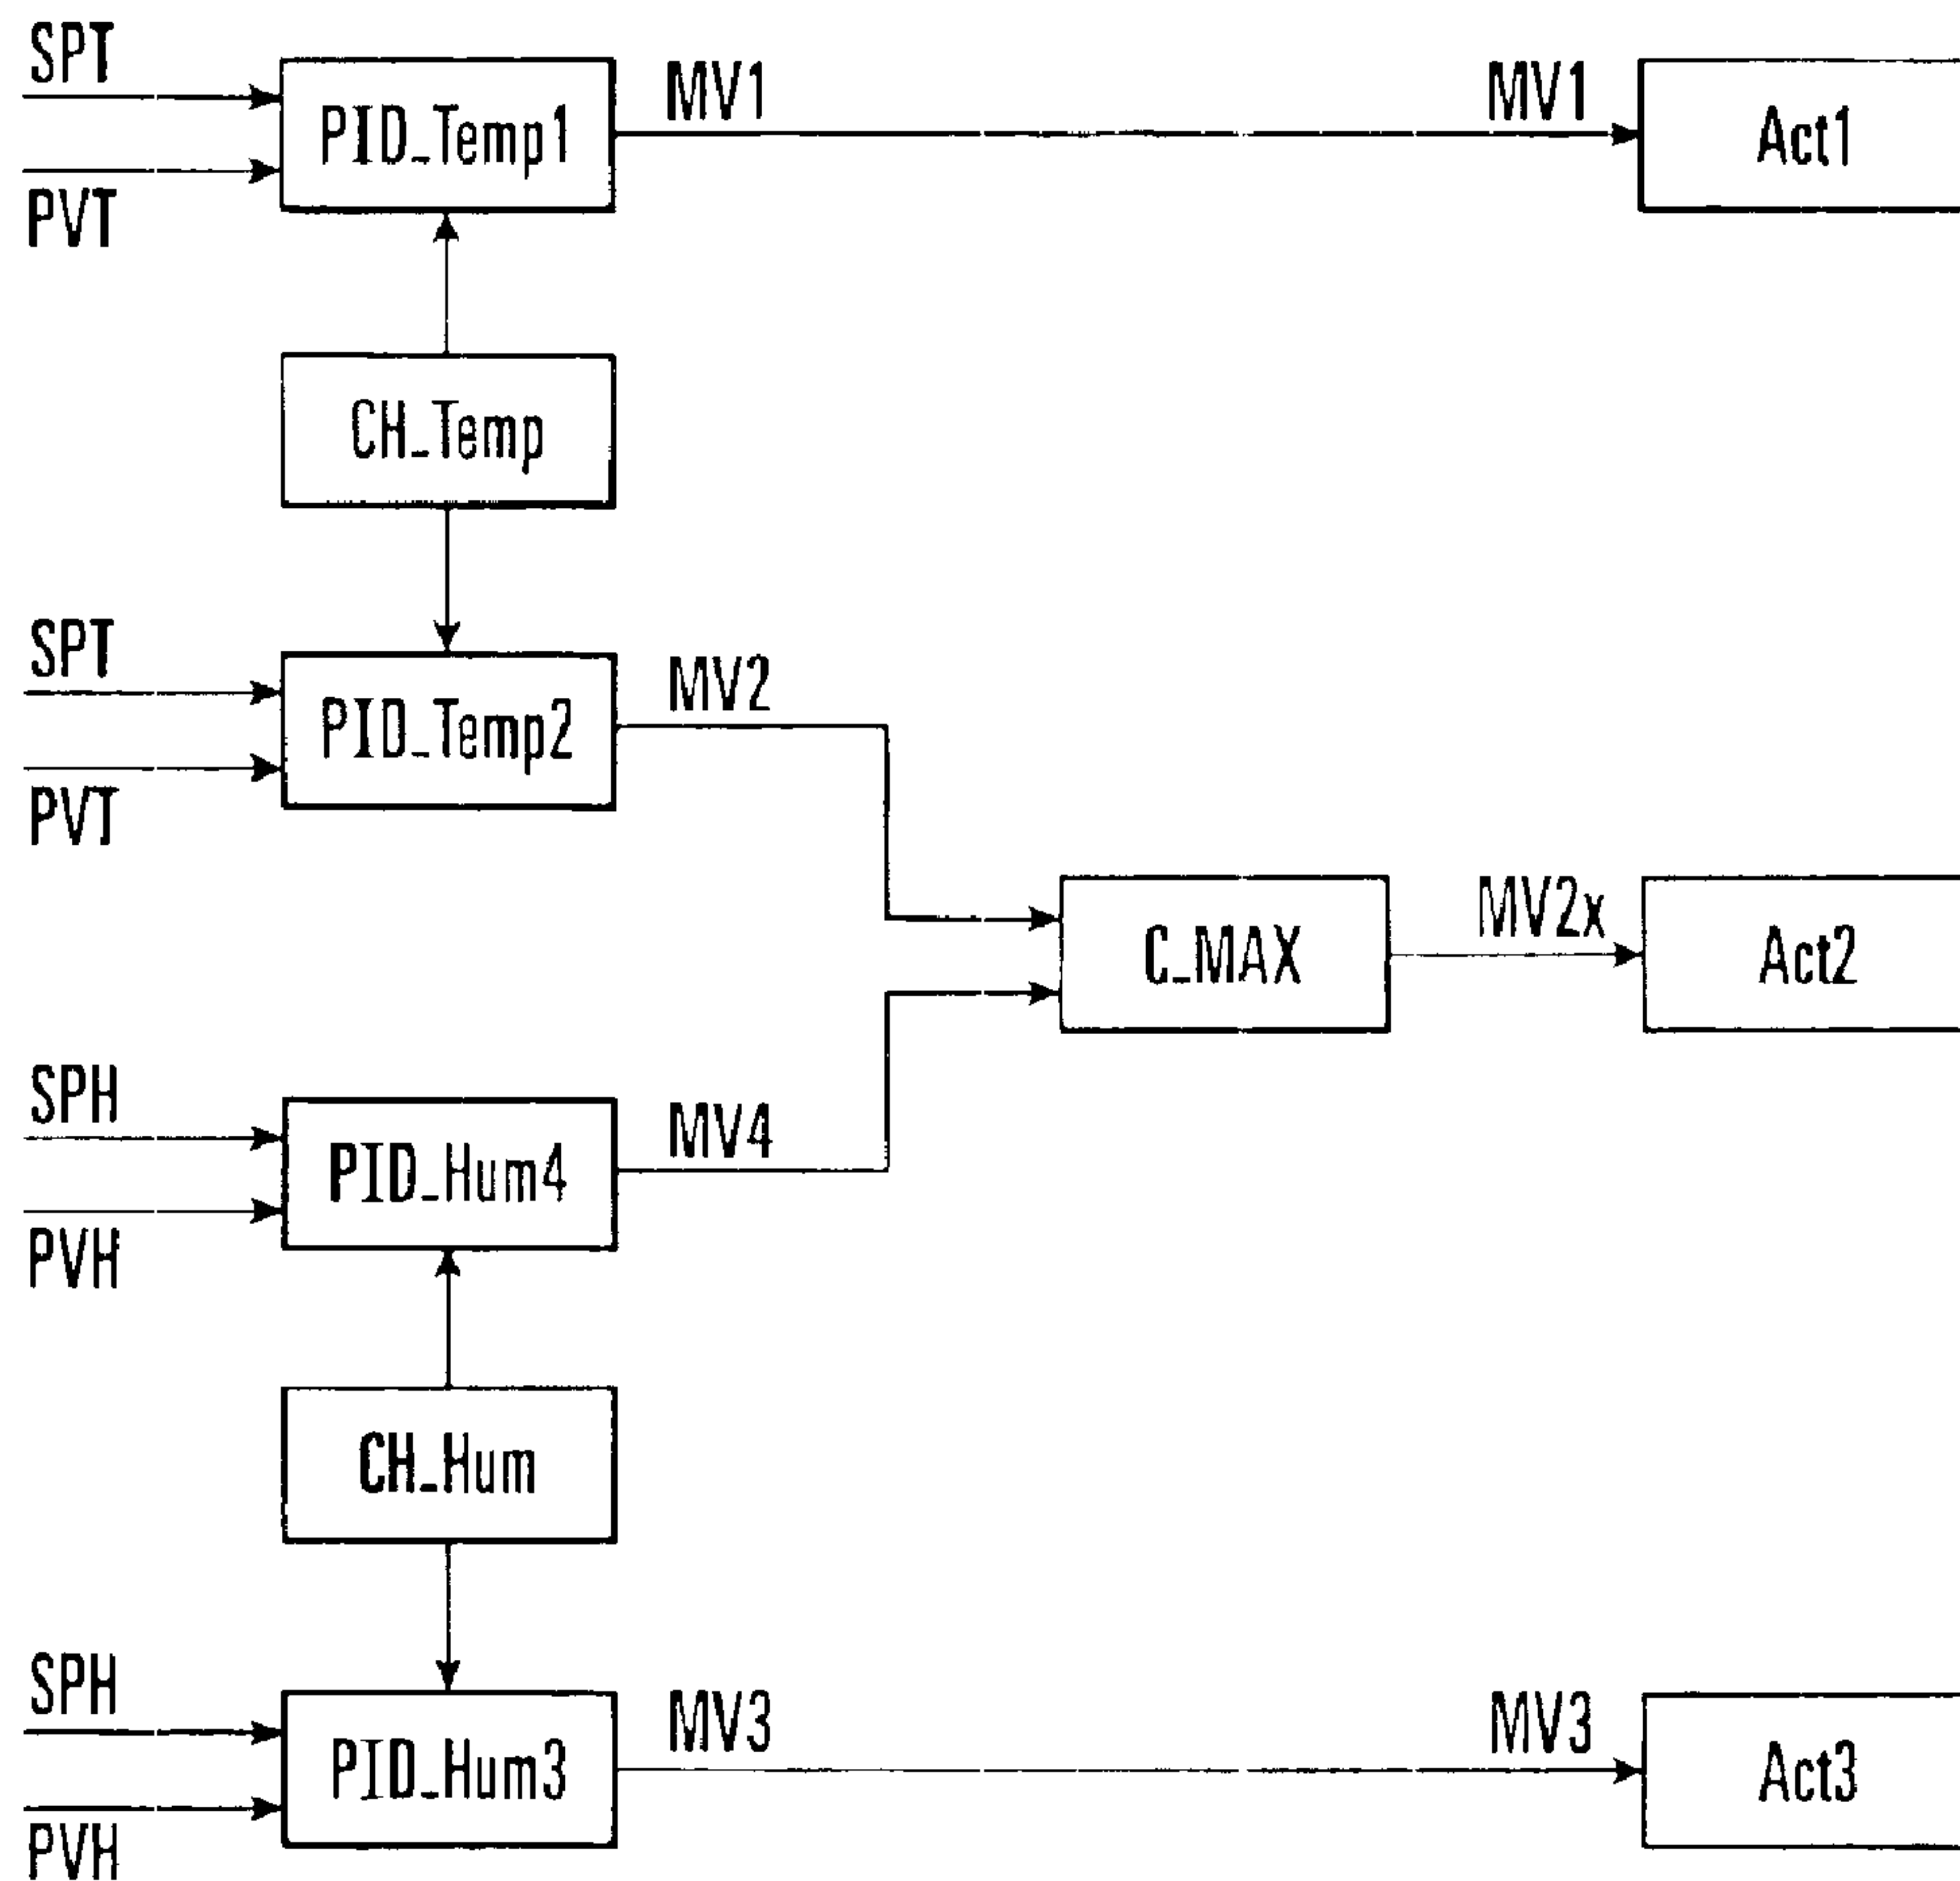 SPT
MV1
MV1
PID_Temp1
Act1
PVT
CH_Temp
SPT
MV2
PID_Temp2
PVT
MV2x
C_MAX
Act2
SPH
MV4
PID_Hum4
PVH
CH_Hum
SPH
MV3
MV3
PID_Hum3
Act3
PVH